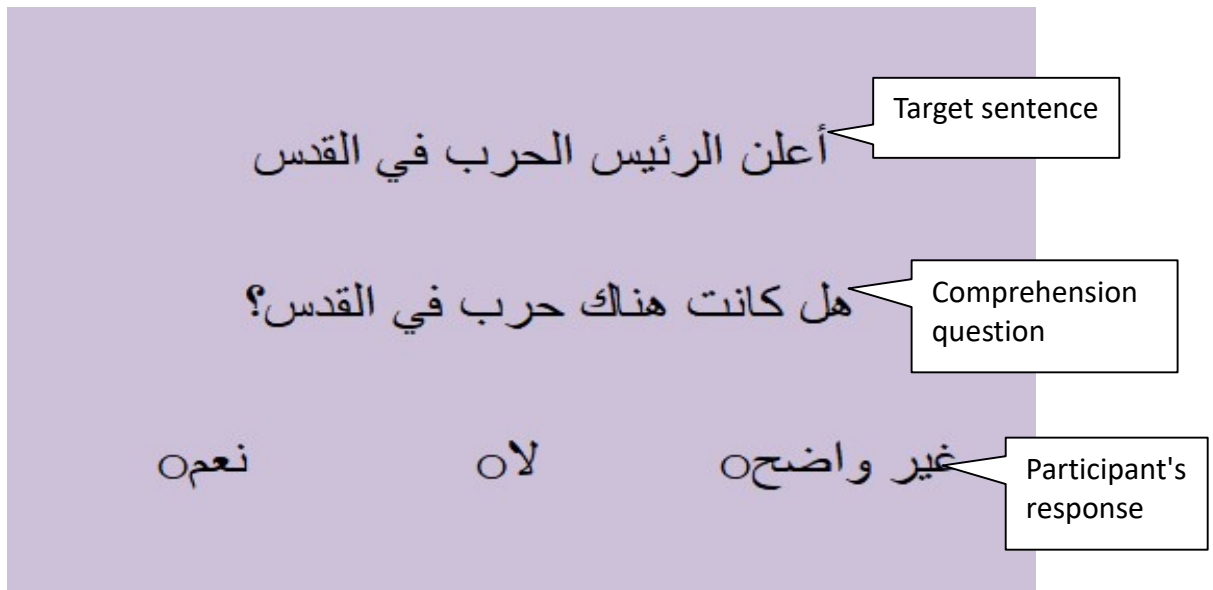 Target sentence
أعلن الرئيس الحرب في القدس
Comprehension
question
هل كانت هناك حرب في القدس؟
Participant's
response
غير واضح○ لا○ نعم○